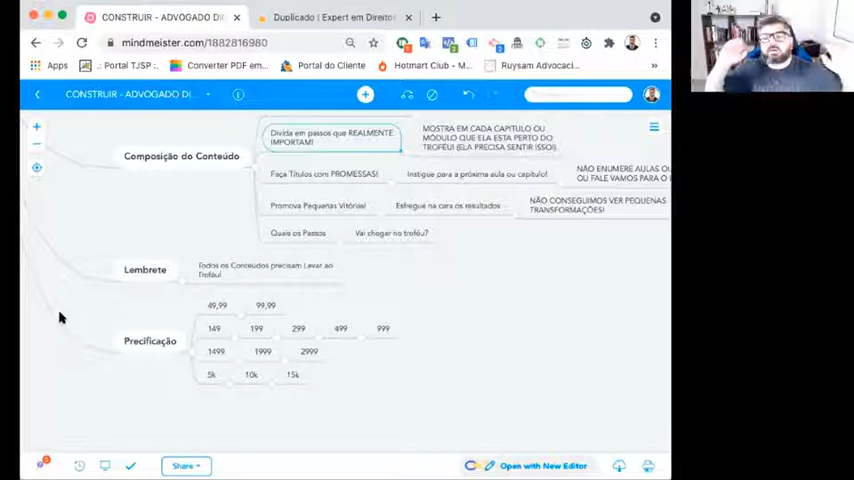 CONSTRUIR - ADVOGADO DI
Duplicado | Expert em Direito
mindmeister.com/1882816980
Apps
.: Portal TJSP .:
Converter PDF em...
Portal do Cliente
Hotmart Club - M...
Ruysam Advocaci...
CONSTRUIR - ADVOGADO DI...
Composição do Conteúdo
Divida em passos que REALMENTE
IMPORTAM!
MOSTRA EM CADA CAPITULO OU
MÓDULO QUE ELA ESTA PERTO DO
TROFÉU! (ELA PRECISA SENTIR ISSO!)
Faça Títulos com PROMESSAS!
Instigue para a próxima aula ou capítulo!
NÃO ENUMERE AULAS OU
OU FALE VAMOS PARA O
Promova Pequenas Vitórias!
Esfregue na cara os resultados
NÃO CONSEGUIMOS VER PEQUENAS
TRANSFORMAÇÕES!
Quais os Passos
Vai chegar no troféu?
Lembrete
Todos os Conteúdos precisam Levar ao
Troféu!
Precificação
49,99 99,99
149 199 299 499 999
1499 1999 2999
5k 10k 15k
Share
Open with New Editor